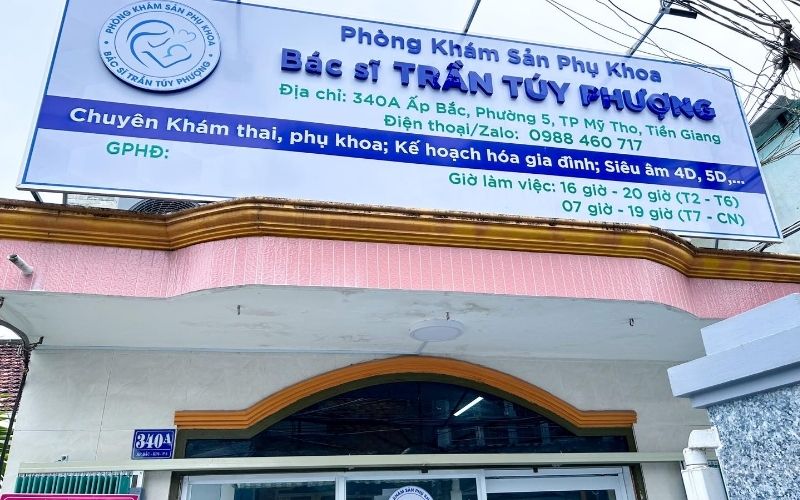 PHÒNG KHÁM SẢN PHỤ KHOA
BÁC SĨ TRẦN TÚY PHƯỢNG
Phòng Khám Sản Phụ Khoa
Bác sĩ TRẦN TÚY PHƯỢNG
Địa chỉ: 340A Ấp Bắc, Phường 5, TP Mỹ Tho, Tiền Giang
Điện thoại/Zalo: 0988 460 717
Chuyên Khám thai, phụ khoa; Kế hoạch hóa gia đình; Siêu âm 4D, 5D,...
GPHĐ:
Giờ làm việc: 16 giờ - 20 giờ (T2 - T6)
07 giờ - 19 giờ (T7 - CN)
340A
KHÁM SẢN PHỤ